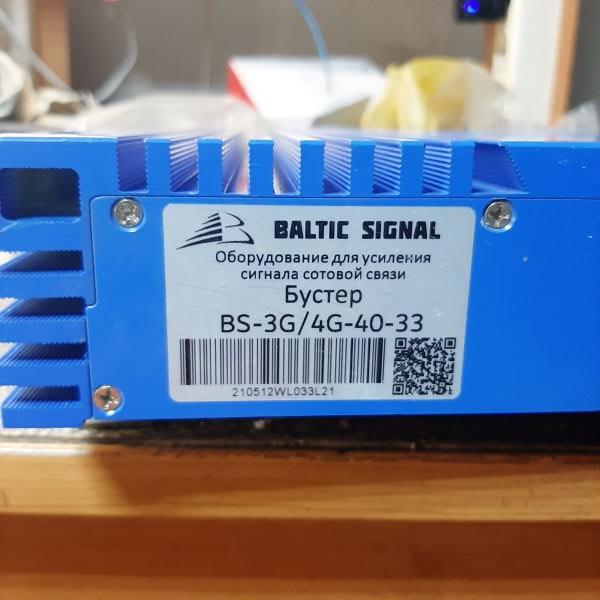 BALTIC SIGNAL
Оборудование для усиления
сигнала сотовой связи
Бустер
BS-3G/4G-40-33
210512WL033L21